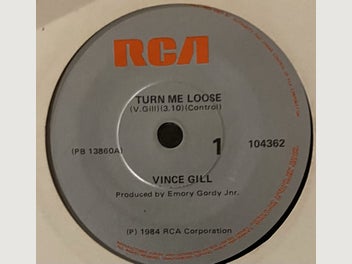 RCA
TURN ME LOOSE
(V. Gill)(3.10)(Control)
(PB 13860A)
1
104362
VINCE GILL
Produced by Emory Gordy Jnr.
(P) 1984 RCA Corporation